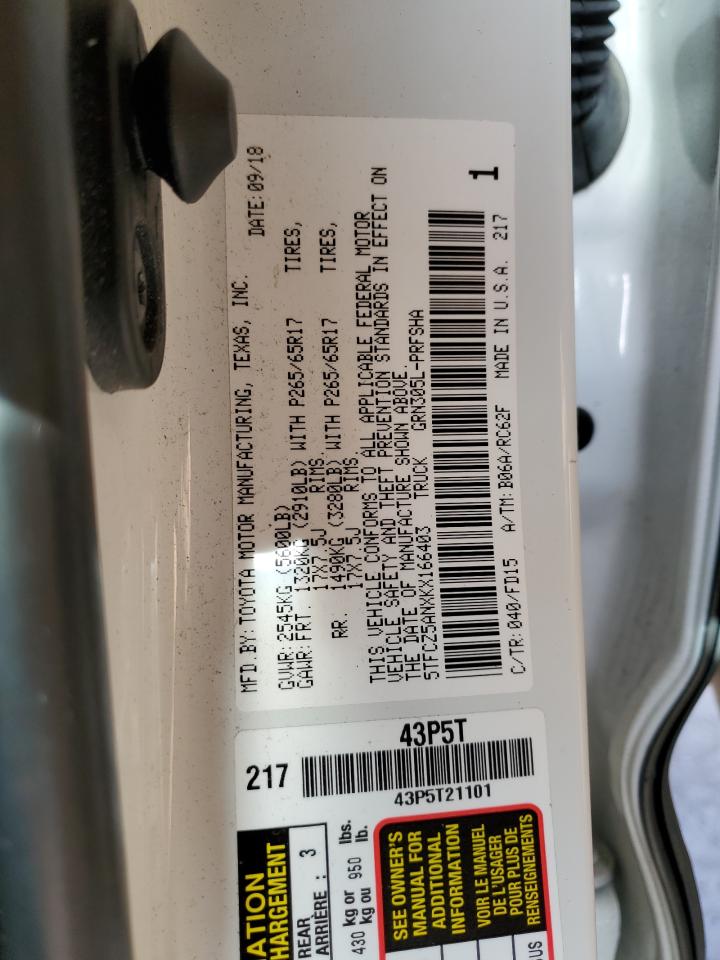 MFD.BY: TOYOTA MOTOR MANUFACTURING, TEXAS, INC.
DATE: 09/18
GVWR: 2545KG (5600LB)
GAWR: FRT. 1320KG (2910LB) WITH P265/65R17 TIRES,
17X7.5J RIMS
RR. 1490KG (3280LB) WITH P265/65R17 TIRES,
17X7.5J RIMS
THIS VEHICLE CONFORMS TO ALL APPLICABLE FEDERAL MOTOR
VEHICLE SAFETY AND THEFT PREVENTION STANDARDS IN EFFECT ON
THE DATE OF MANUFACTURE SHOWN ABOVE.
5TFCZ5ANXKX166403 TRUCK GRN305L-PRFSHA
1
C/TR: 040/FD15 A/TM: B06A/RC62F MADE IN U.S.A. 217
217
43P5T
43P5T21101
ATION
HARGEMENT
REAR
ARRIÈRE : 3
430 kg or 950 lbs.
kg ou lb.
SEE OWNER'S
MANUAL FOR
ADDITIONAL
INFORMATION
VOIR LE MANUEL
DE L'USAGER
POUR PLUS DE
RENSEIGNEMENTS
OUS